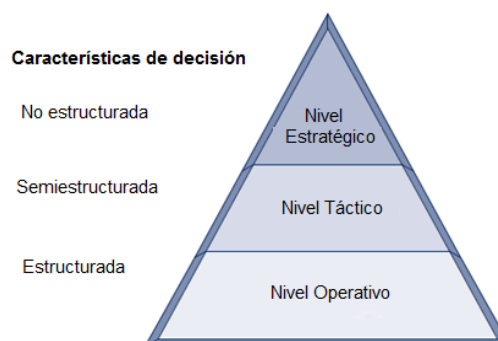 Características de decisión
No estructurada
Nivel
Estratégico
Semiestructurada
Nivel Táctico
Estructurada
Nivel Operativo